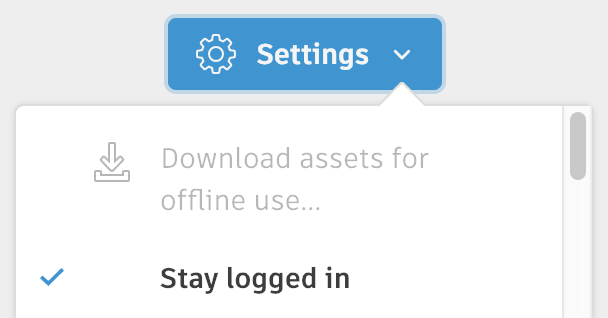 Settings
Download assets for
offline use...
Stay logged in